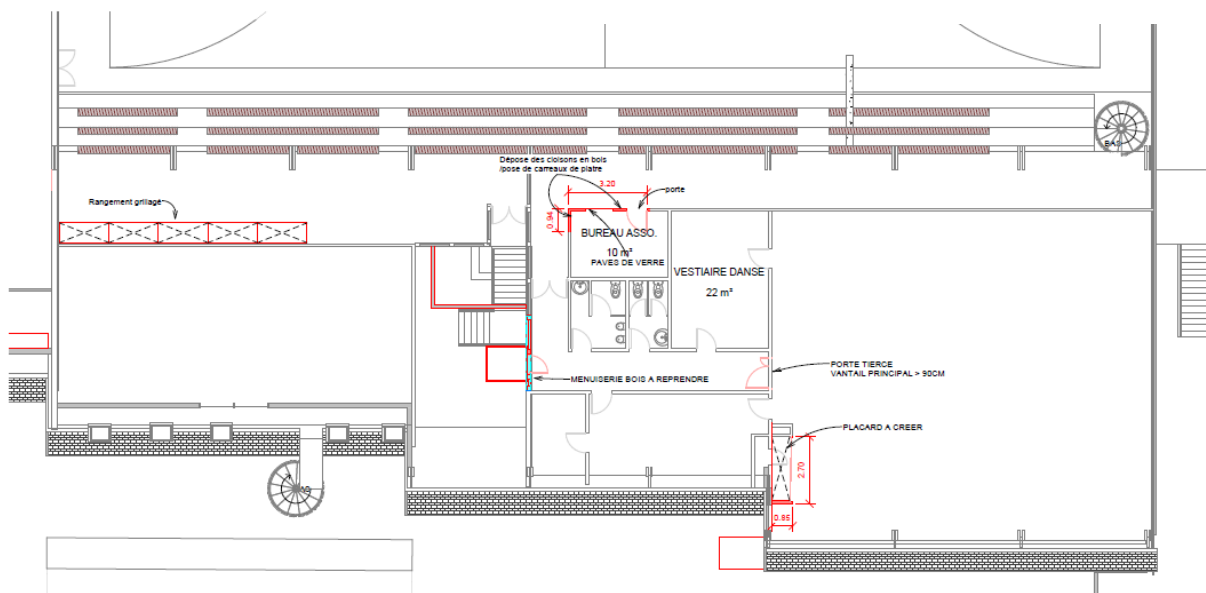 Dépose des cloisons en bois
/pose de carreaux de platre
3.20
porte
Rangement grillagé
0.94
BUREAU ASSO.
10 m²
PAVES DE VERRE
VESTIAIRE DANSE
22 m²
PORTE TIERCE
VANTAIL PRINCIPAL > 90CM
MENUISERIE BOIS A REPRENDRE
PLACARD A CREER
2.70
0.85